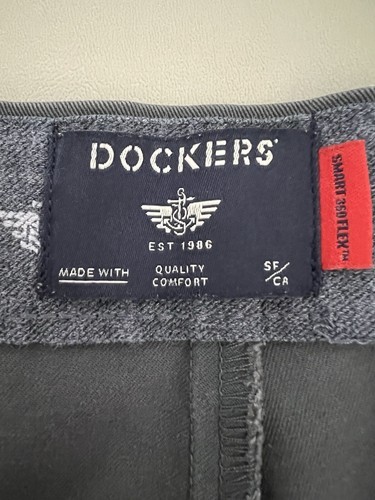 DOCKERS
EST 1986
MADE WITH
QUALITY
COMFORT
SF/
CA
SMART 360 FLEX™